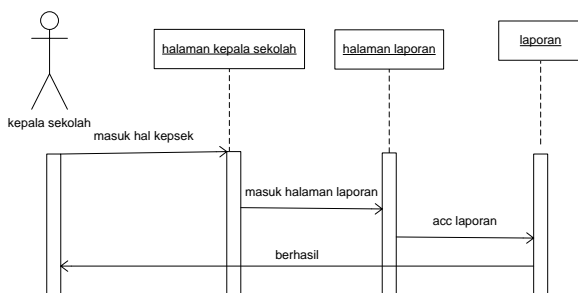 halaman kepala sekolah
halaman laporan
laporan
kepala sekolah
masuk hal kepsek
masuk halaman laporan
acc laporan
berhasil